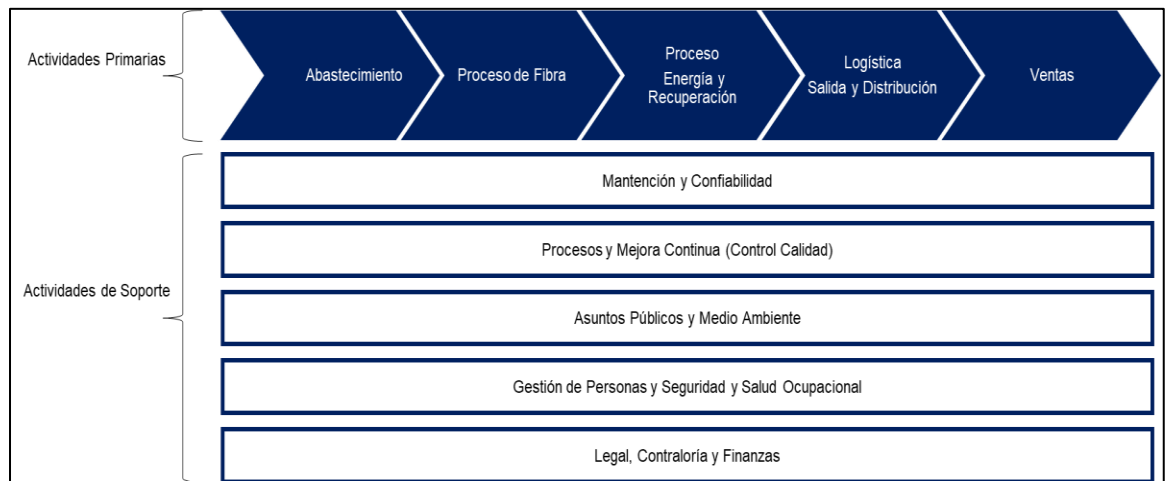 Actividades Primarias
Abastecimiento
Proceso de Fibra
Proceso
Energía y
Recuperación
Logística
Salida y Distribución
Ventas
Actividades de Soporte
Mantención y Confiabilidad
Procesos y Mejora Continua (Control Calidad)
Asuntos Públicos y Medio Ambiente
Gestión de Personas y Seguridad y Salud Ocupacional
Legal, Contraloría y Finanzas